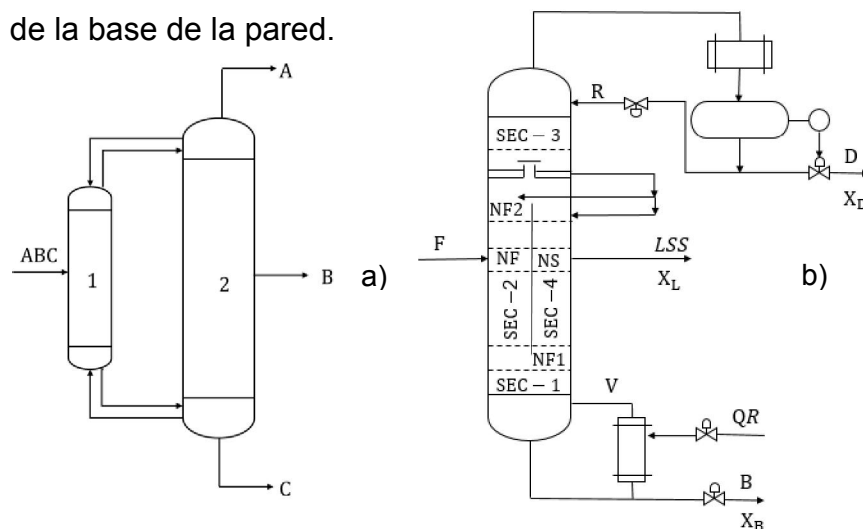 de la base de la pared.
A
ABC
1
2
B
a)
C
R
SEC – 3
D
X_D
NF2
F
NF
NS
LSS
X_L
b)
SEC – 2
SEC – 4
NF1
SEC – 1
V
QR
B
X_B